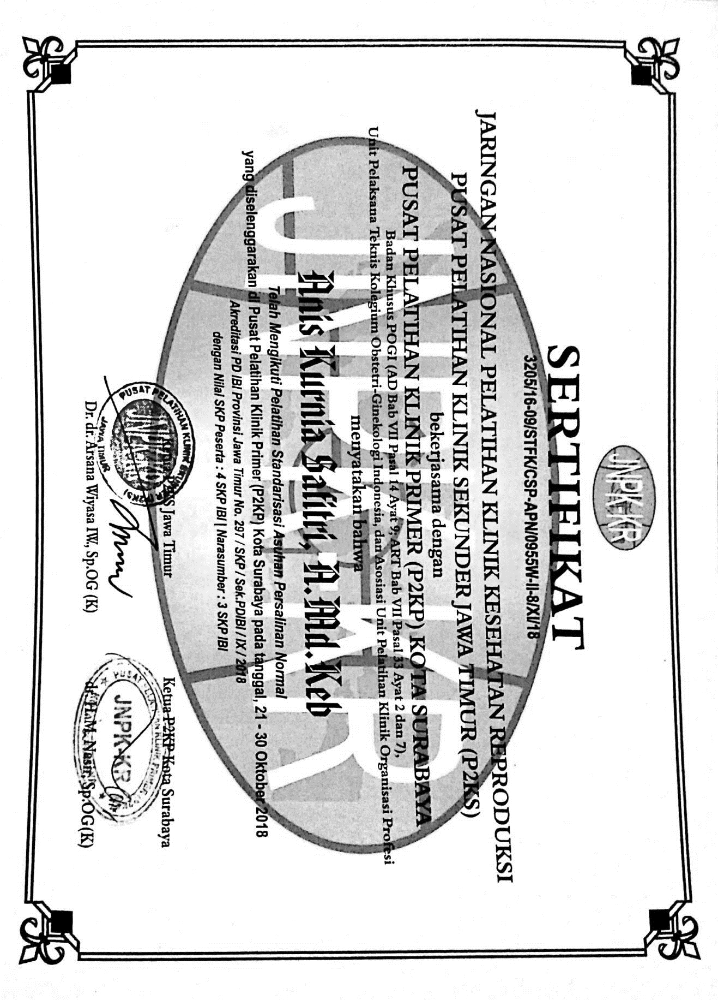 JNPK-KR
SERTIFIKAT
3205/16-09/STFK/CSP-APN/0955W-II-8/XI/18
JARINGAN NASIONAL PELATIHAN KLINIK KESEHATAN REPRODUKSI
PUSAT PELATIHAN KLINIK SEKUNDER JAWA TIMUR (P2KS)
bekerjasama dengan
PUSAT PELATIHAN KLINIK PRIMER (P2KP) KOTA SURABAYA
Badan Khusus POGI (AD Bab VII Pasal 14 Ayat 9; ART Bab VII Pasal 33 Ayat 2 dan 7),
Unit Pelaksana Teknis Kolegium Obstetri-Ginekologi Indonesia, dan Asosiasi Unit Pelatihan Klinik Organisasi Profesi
menyatakan bahwa
Anis Kurnia Safitri, A.Md.Keb
Telah Mengikuti Pelatihan Standarisasi Asuhan Persalinan Normal
yang diselenggarakan di Pusat Pelatihan Klinik Primer (P2KP) Kota Surabaya pada tanggal, 21 - 30 Oktober 2018
Akreditasi PD IBI Provinsi Jawa Timur No. 297 / SKP / Sek.PDIBI / IX / 2018
dengan Nilai SKP Peserta : 4 SKP IBI | Narasumber : 3 SKP IBI
Ketua P2KS Jawa Timur
Dr. dr. Arsana Wiyasa IW., Sp.OG (K)
Ketua P2KP Kota Surabaya
dr. H.M. Nasir, Sp.OG(K)
PUSAT PELATIHAN KLINIK
JAWA TIMUR
JNPK-KR
JNPK-KR